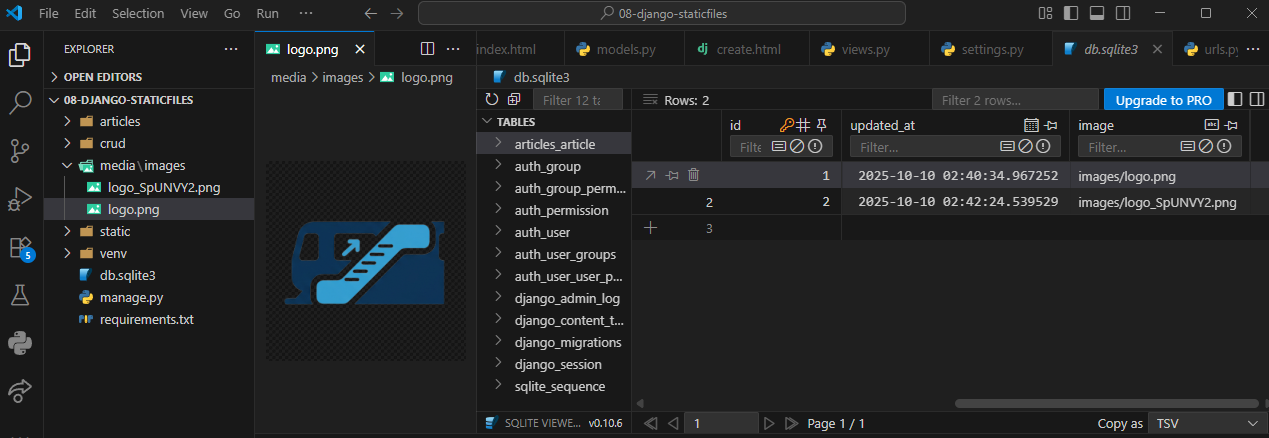 File Edit Selection View Go Run ··· 08-django-staticfiles
EXPLORER ···
OPEN EDITORS
08-DJANGO-STATICFILES
articles
crud
media\images
logo_SpUNVY2.png
logo.png
static
venv
db.sqlite3
manage.py
requirements.txt
5
logo.png ···
media > images > logo.png
index.html models.py dj create.html views.py settings.py db.sqlite3 urls.py ···
db.sqlite3
Filter 12 ta
Rows: 2 Filter 2 rows... Upgrade to PRO
TABLES
articles_article
auth_group
auth_group_perm...
auth_permission
auth_user
auth_user_groups
auth_user_user_p...
django_admin_log
django_content_t...
django_migrations
django_session
sqlite_sequence
id updated_at image
Filte Filter... Filter...
1 2025-10-10 02:40:34.967252 images/logo.png
2 2 2025-10-10 02:42:24.539529 images/logo_SpUNVY2.png
3
SQLITE VIEWE... v0.10.6
1 Page 1 / 1 Copy as TSV